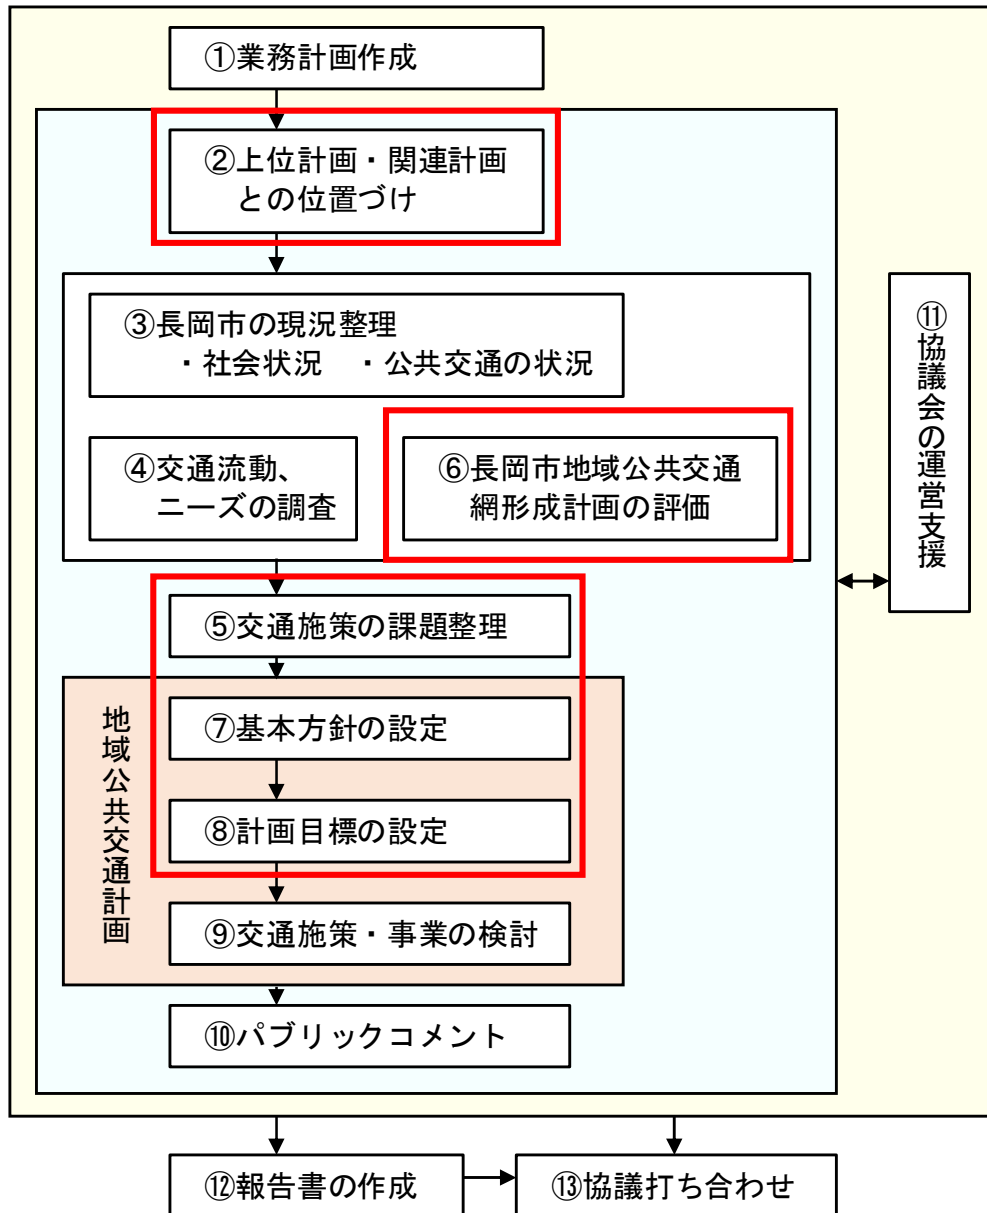 ①業務計画作成
②上位計画・関連計画
との位置づけ
③長岡市の現況整理
・社会状況　・公共交通の状況
④交通流動、
ニーズの調査
⑥長岡市地域公共交通
網形成計画の評価
⑪協議会の運営支援
⑤交通施策の課題整理
地域公共交通計画
⑦基本方針の設定
⑧計画目標の設定
⑨交通施策・事業の検討
⑩パブリックコメント
⑫報告書の作成
⑬協議打ち合わせ